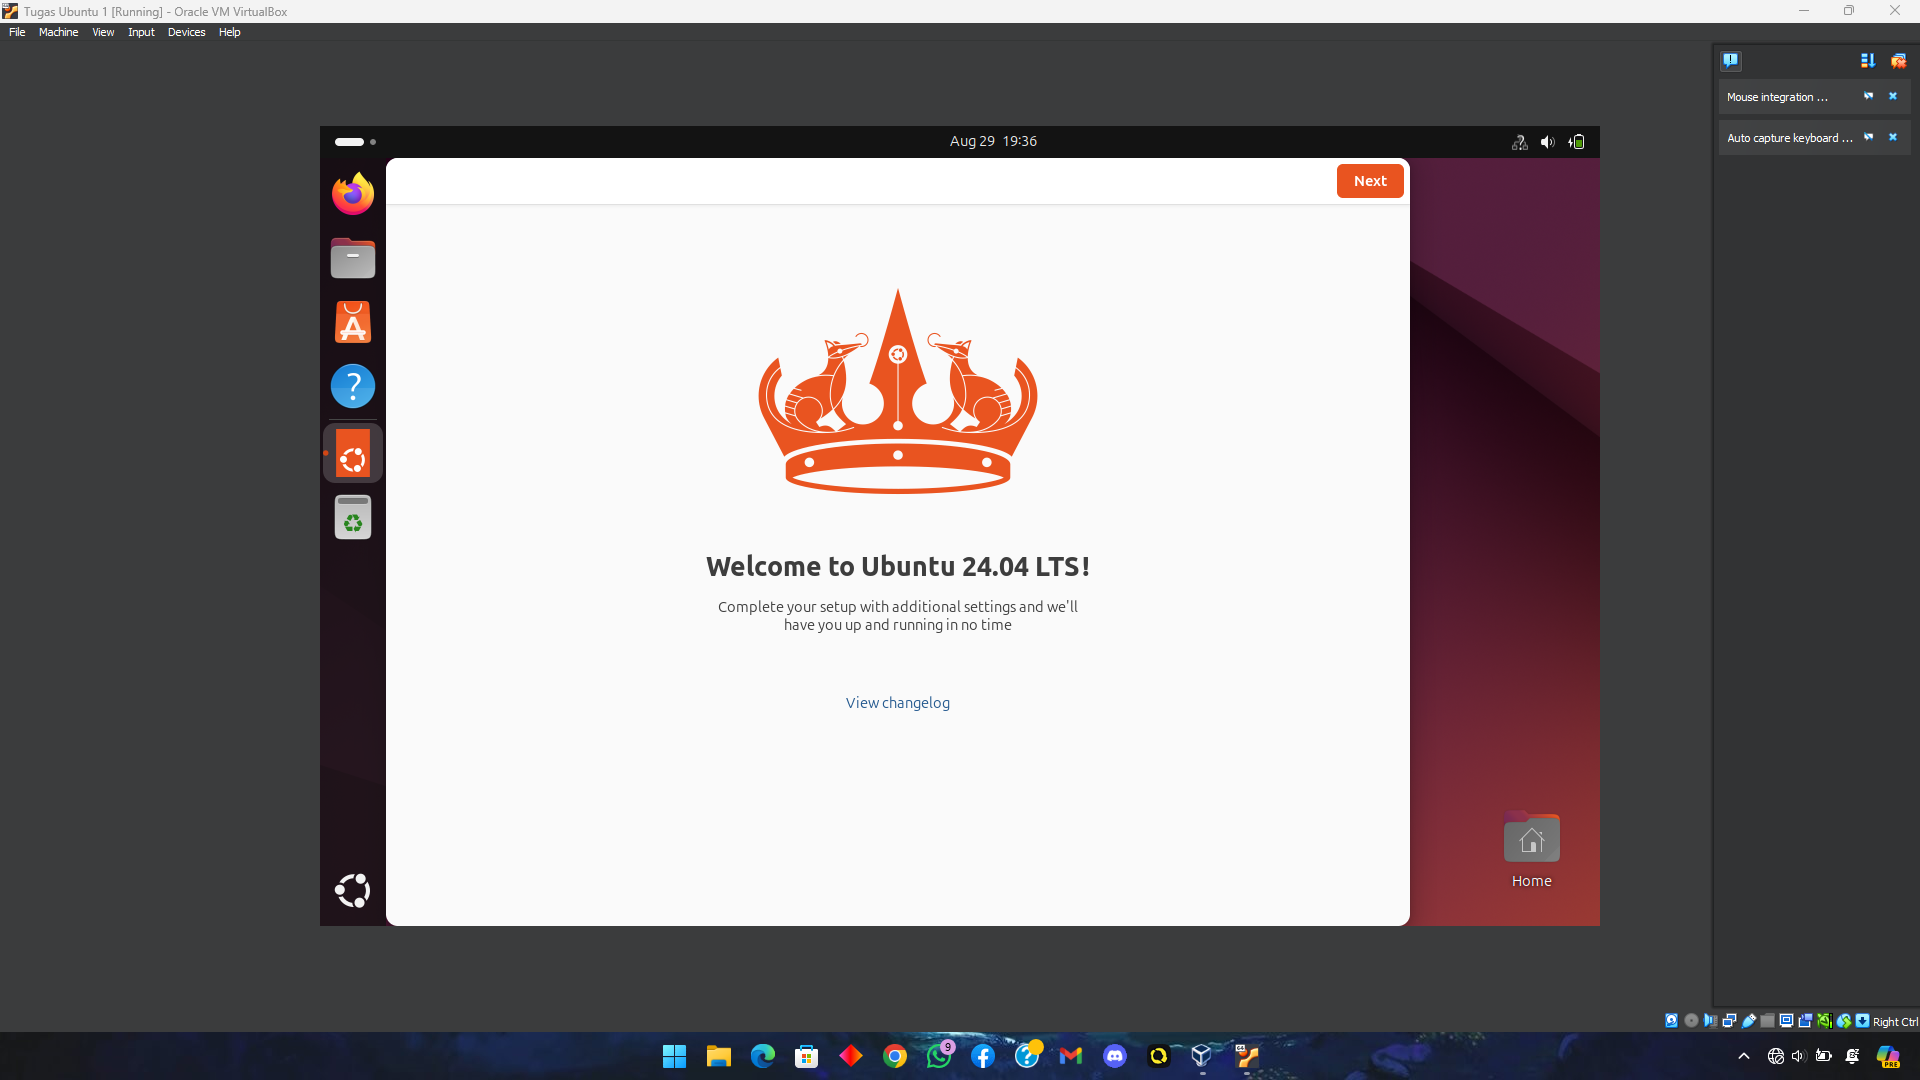 Tugas Ubuntu 1 [Running] - Oracle VM VirtualBox
File Machine View Input Devices Help
Mouse integration ...
Auto capture keyboard ...
Aug 29 19:36
Next
Welcome to Ubuntu 24.04 LTS!
Complete your setup with additional settings and we'll
have you up and running in no time
View changelog
Home
Right Ctrl
9
PRE